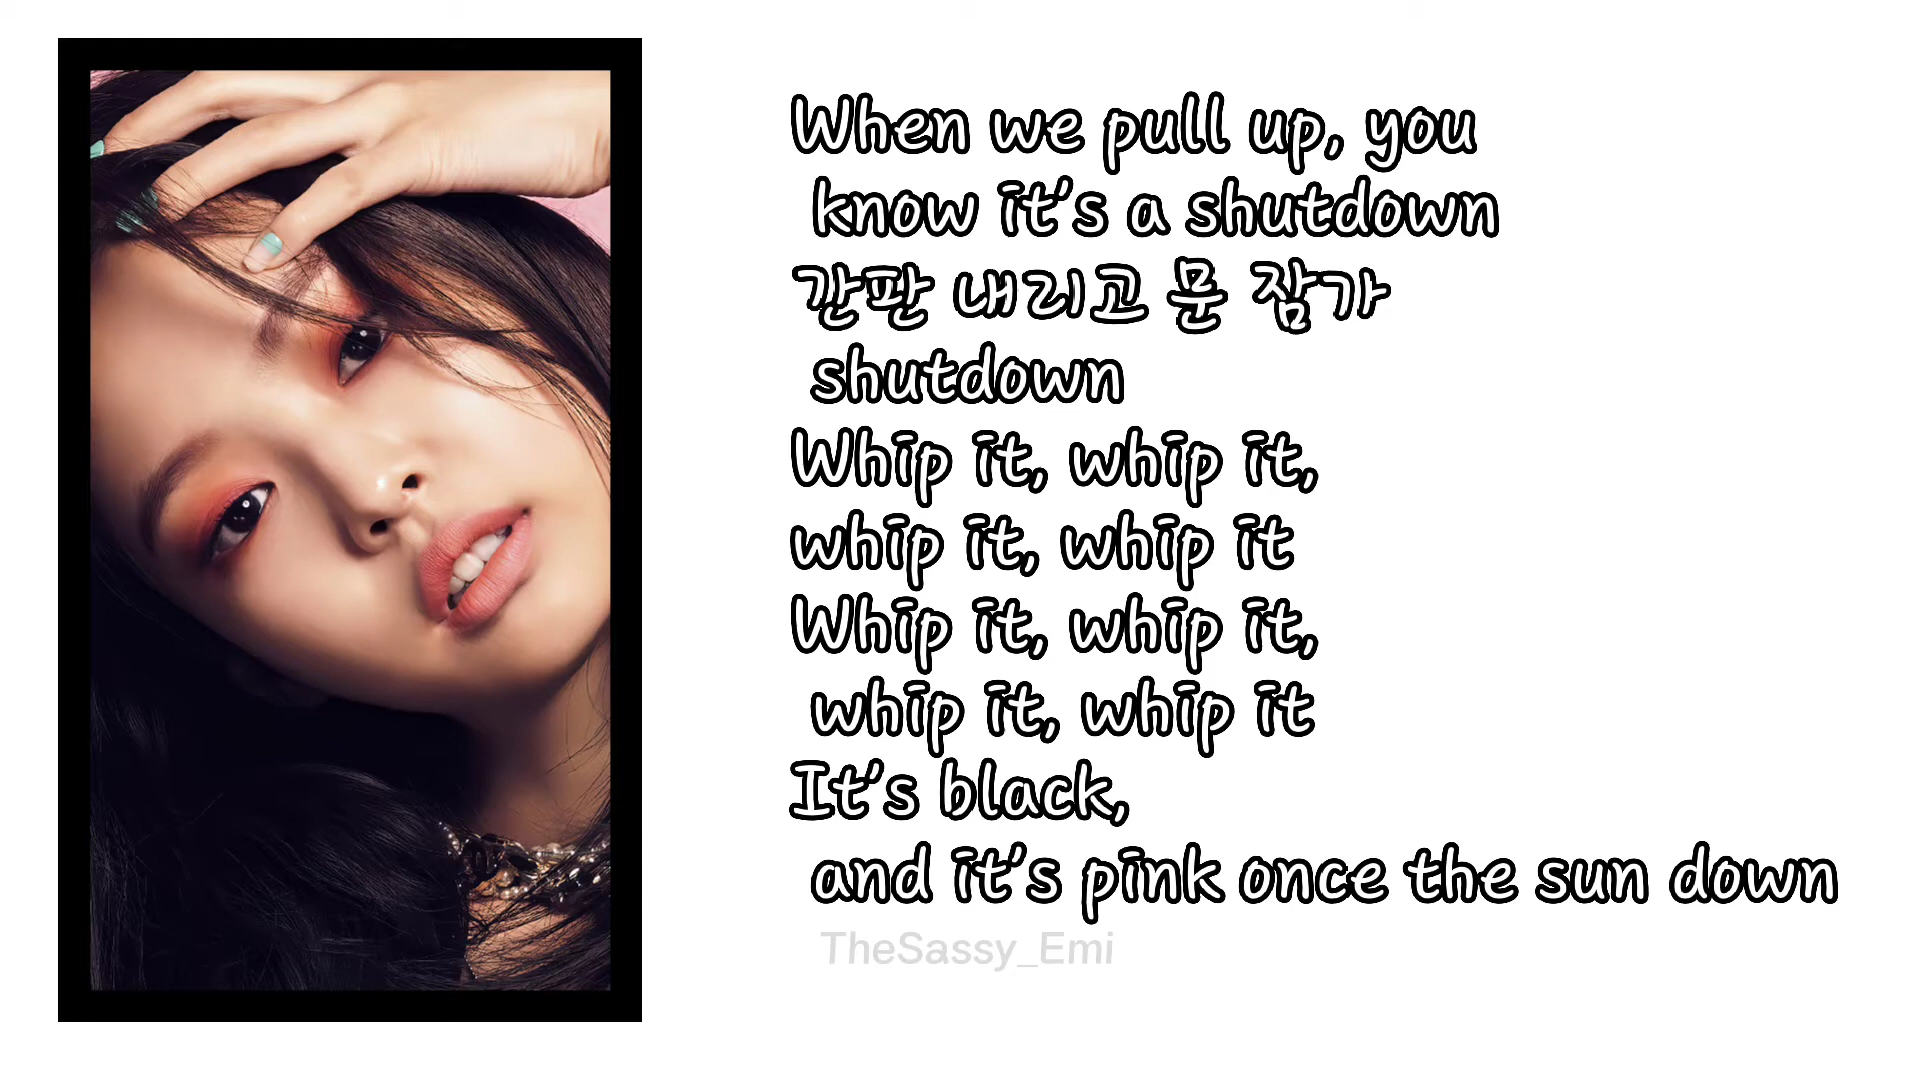 When we pull up, you
know it's a shutdown
간판 내리고 문 잠가
shutdown
Whip it, whip it,
whip it, whip it
Whip it, whip it,
whip it, whip it
It's black,
and it's pink once the sun down
TheSassy_Emi